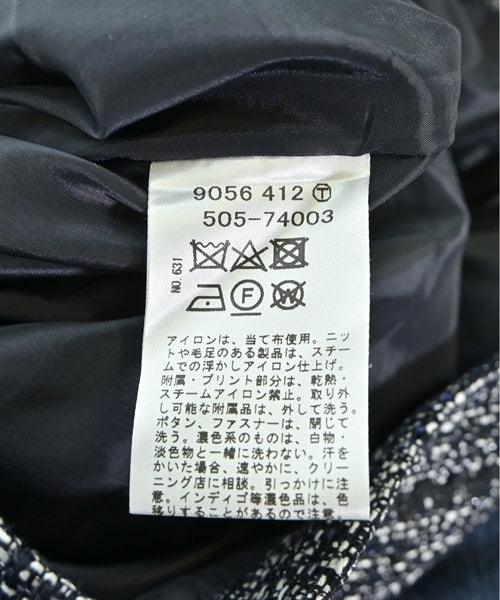 9056 412 Ⓣ
505-74003
NO.631
F
W
アイロンは、当て布使用。ニッ
トや毛足のある製品は、スチー
ムでの浮かしアイロン仕上げ。
附属・プリント部分は、乾熱・
スチームアイロン禁止。取り外
し可能な附属品は、外して洗う。
ボタン、ファスナーは、閉じて
洗う。濃色系のものは、白物・
淡色物と一緒に洗わない。汗を
かいた場合、速やかに、クリーニ
ング店に相談。引っかけに注
意。インディゴ等濃色品は、色
移りすることがあるので注意